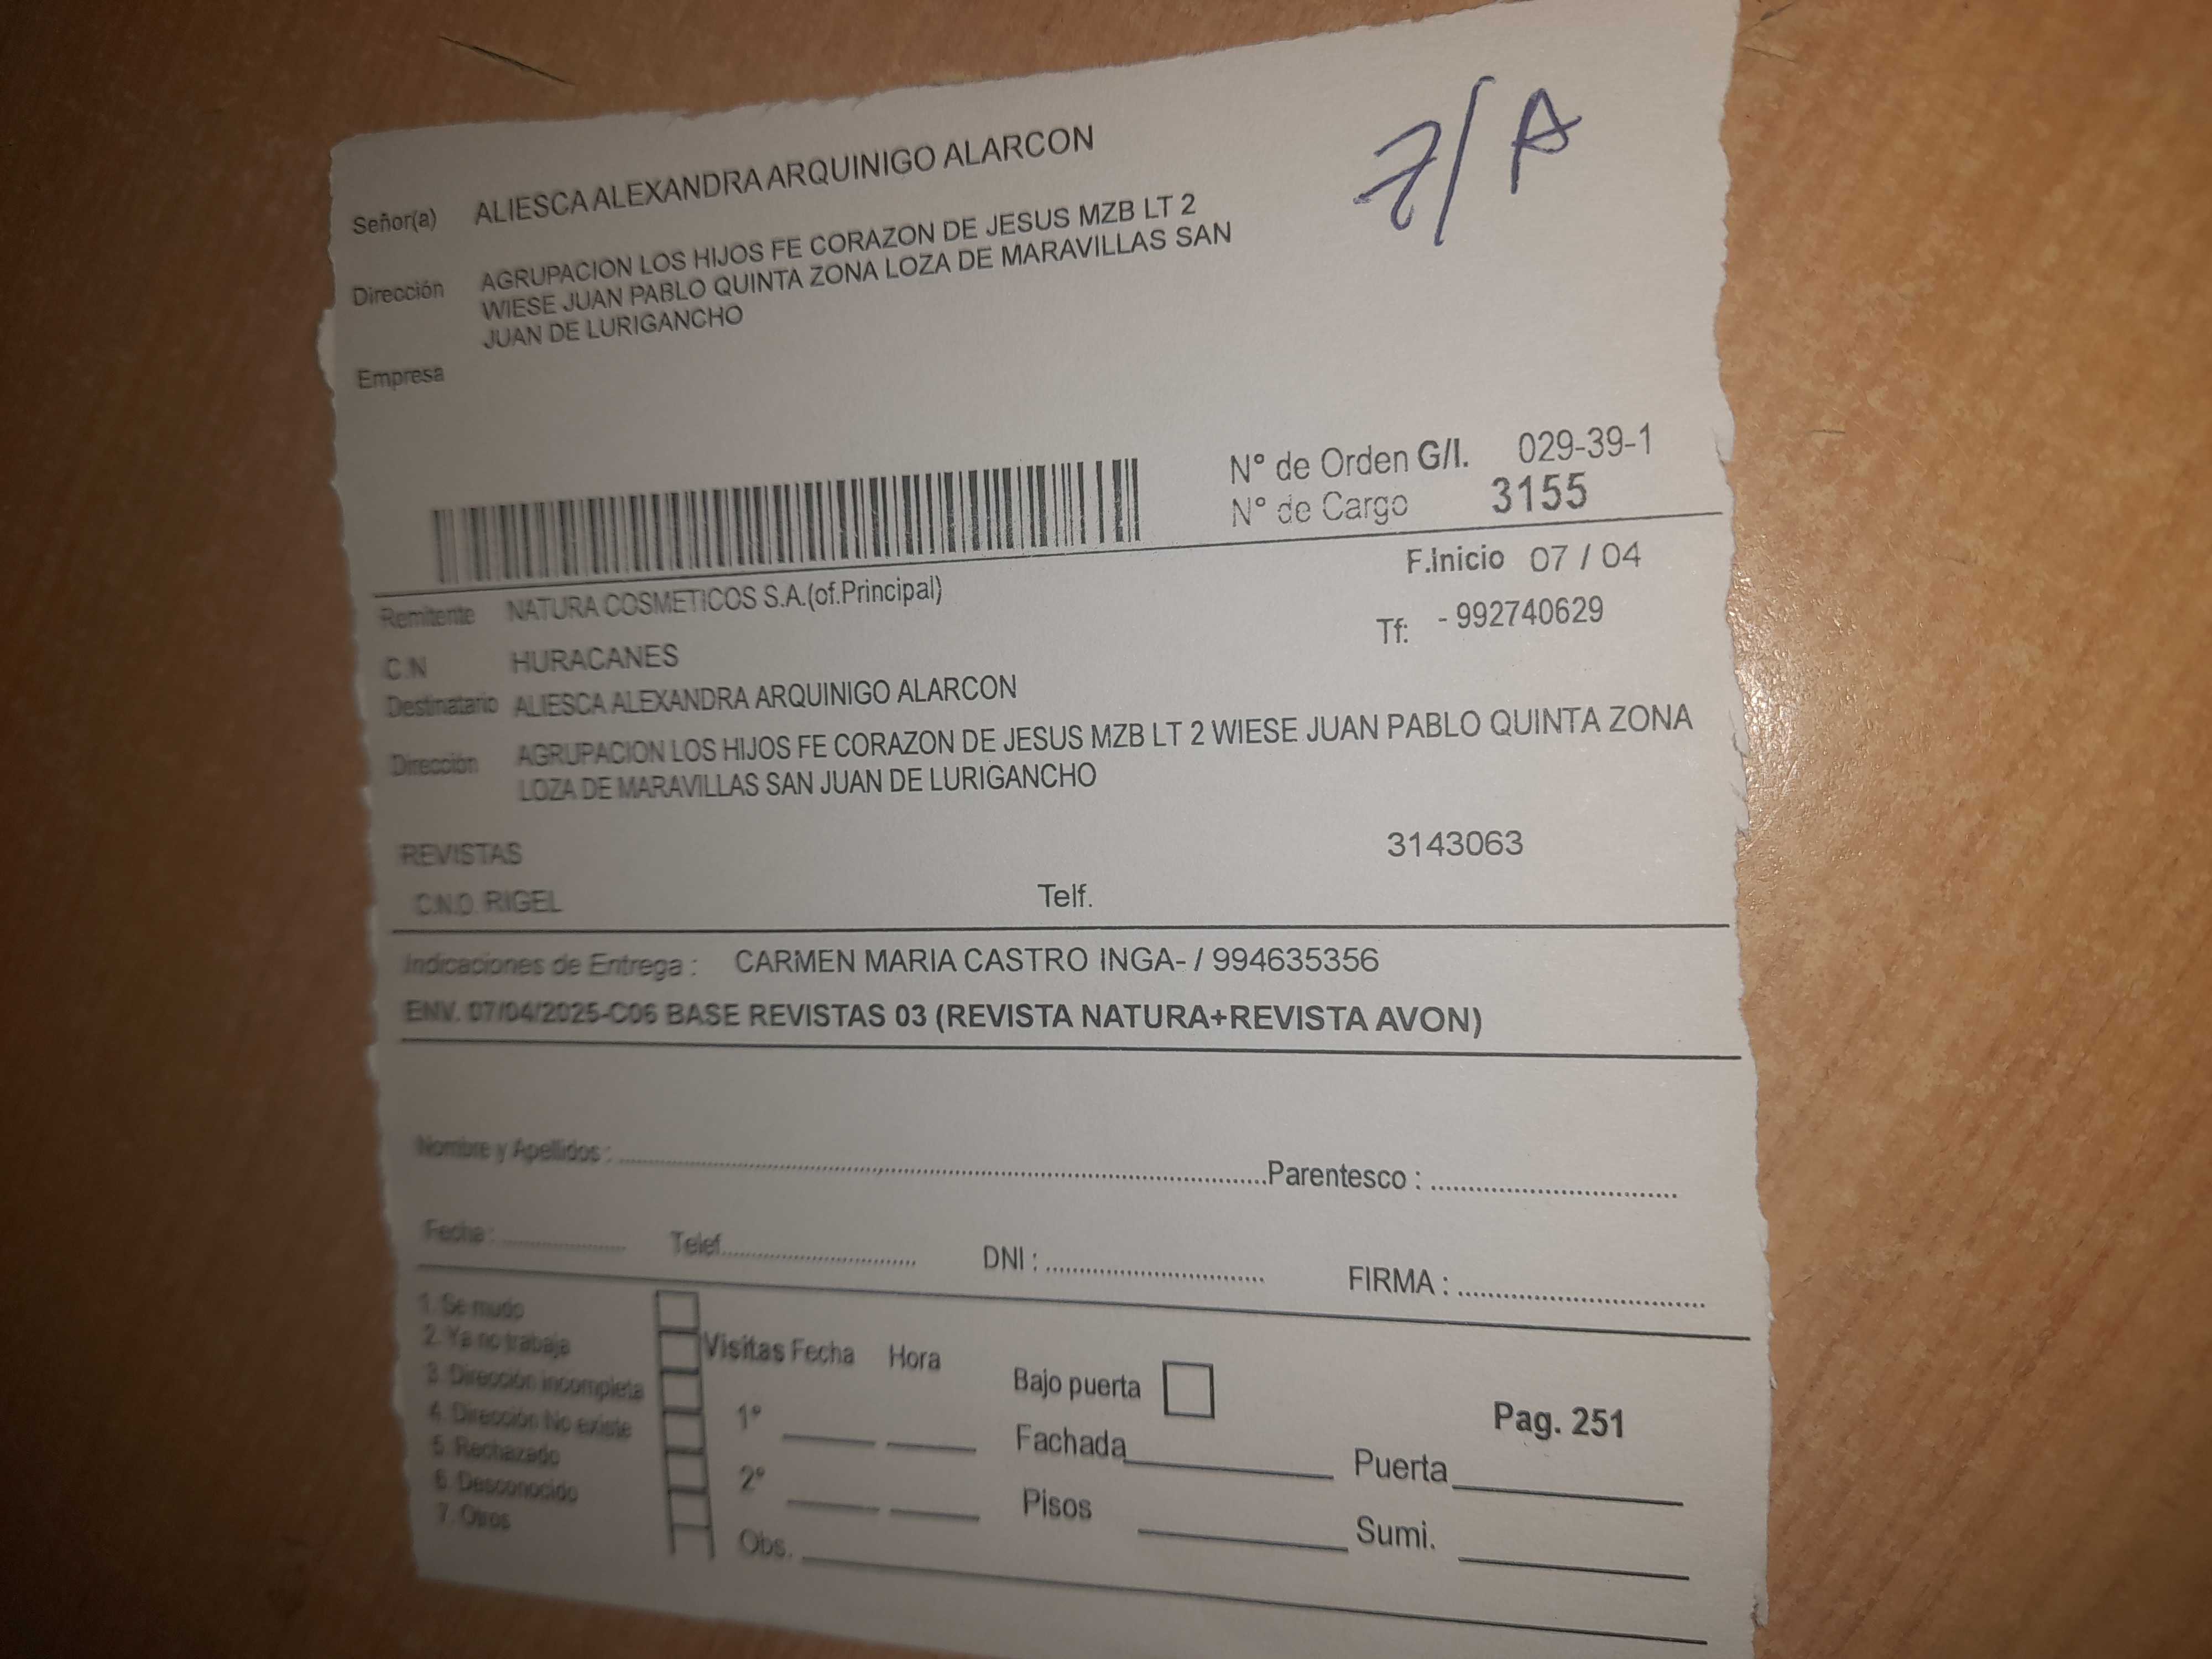 7/A
Señor(a) ALIESCA ALEXANDRA ARQUINIGO ALARCON
Dirección AGRUPACION LOS HIJOS FE CORAZON DE JESUS MZB LT 2
WIESE JUAN PABLO QUINTA ZONA LOZA DE MARAVILLAS SAN
JUAN DE LURIGANCHO
Empresa
N° de Orden G/I. 029-39-1
N° de Cargo 3155
F.Inicio 07 / 04
Remitente NATURA COSMETICOS S.A.(of.Principal)
Tf: - 992740629
C.N HURACANES
Destinatario ALIESCA ALEXANDRA ARQUINIGO ALARCON
Dirección AGRUPACION LOS HIJOS FE CORAZON DE JESUS MZB LT 2 WIESE JUAN PABLO QUINTA ZONA
LOZA DE MARAVILLAS SAN JUAN DE LURIGANCHO
REVISTAS 3143063
C.N.D. RIGEL Telf.
Indicaciones de Entrega : CARMEN MARIA CASTRO INGA- / 994635356
ENV. 07/04/2025-C06 BASE REVISTAS 03 (REVISTA NATURA+REVISTA AVON)
Nombre y Apellidos : Parentesco :
Fecha : Telef. DNI : FIRMA :
1. Se mudo
2. Ya no trabaja
3. Dirección incompleta
4. Dirección No existe
5. Rechazado
6. Desconocido
7. Otros
Visitas Fecha Hora
1°
2°
Obs.
Bajo puerta
Pag. 251
Fachada Puerta
Pisos Sumi.